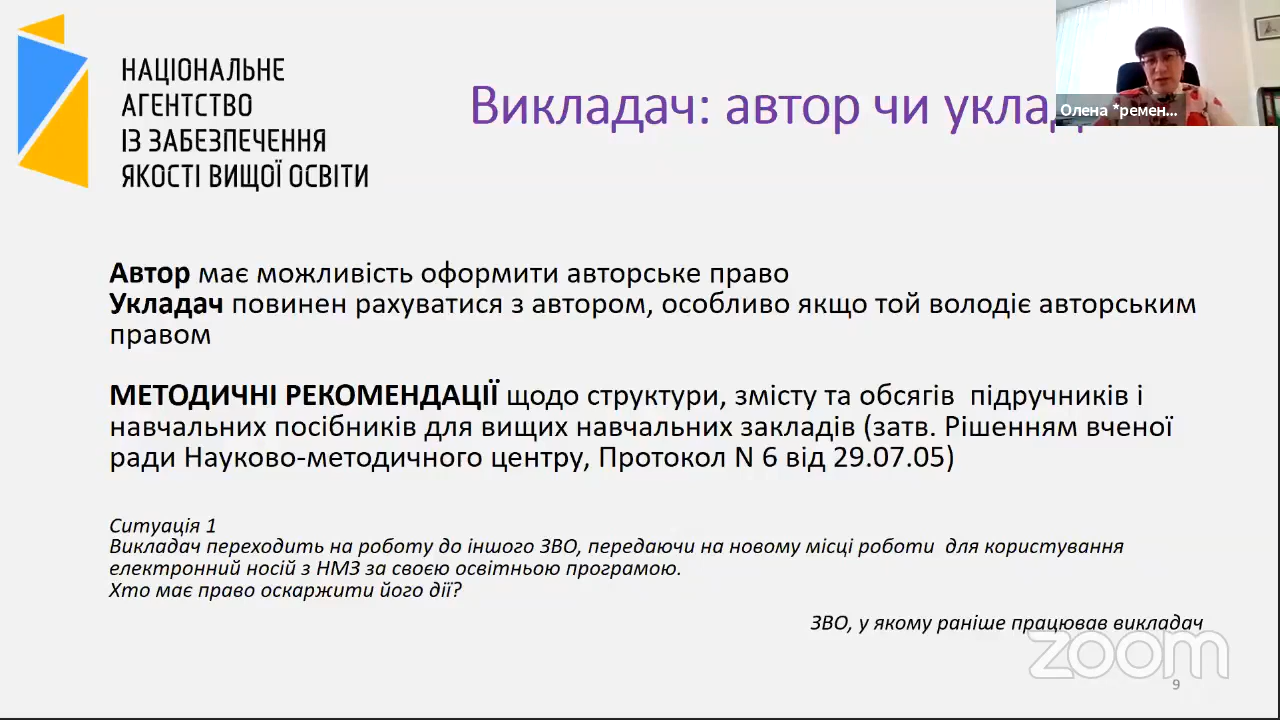 НАЦІОНАЛЬНЕ
АГЕНТСТВО
ІЗ ЗАБЕЗПЕЧЕННЯ
ЯКОСТІ ВИЩОЇ ОСВІТИ
Викладач: автор чи
Олена *ремен...
Автор має можливість оформити авторське право
Укладач повинен рахуватися з автором, особливо якщо той володіє авторським
правом
МЕТОДИЧНІ РЕКОМЕНДАЦІЇ щодо структури, змісту та обсягів підручників і
навчальних посібників для вищих навчальних закладів (затв. Рішенням вченої
ради Науково-методичного центру, Протокол N 6 від 29.07.05)
Ситуація 1
Викладач переходить на роботу до іншого ЗВО, передаючи на новому місці роботи для користування
електронний носій з НМЗ за своєю освітньою програмою.
Хто має право оскаржити його дії?
ЗВО, у якому раніше працював викладач
zoom
9